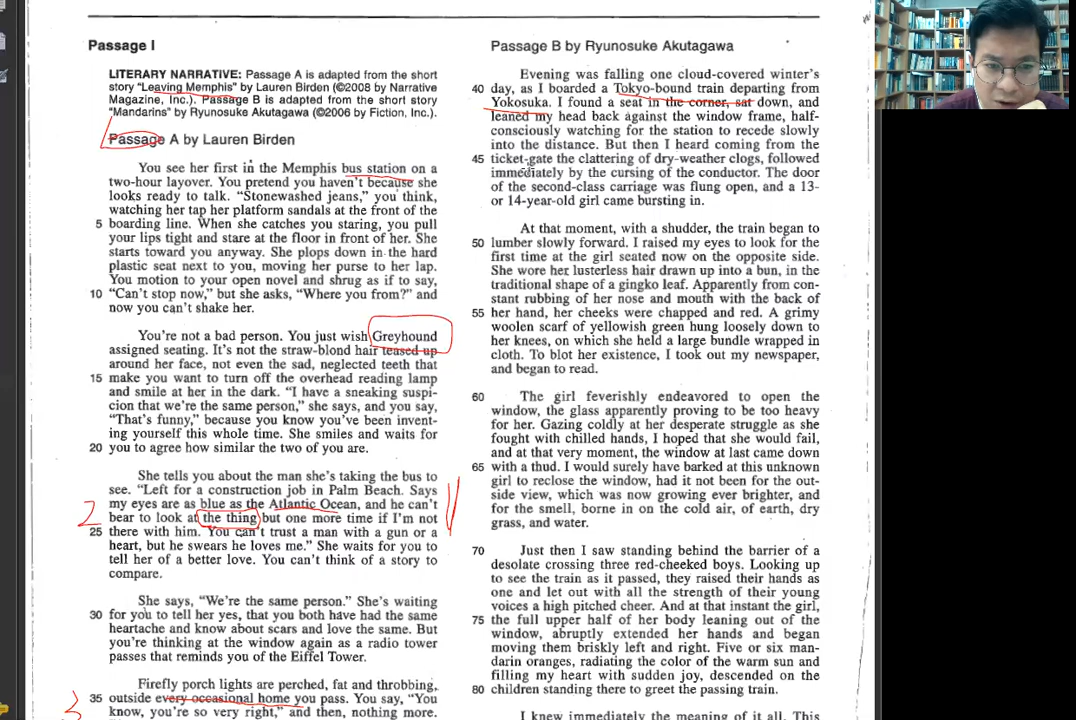 Passage I
LITERARY NARRATIVE: Passage A is adapted from the short
story "Leaving Memphis" by Lauren Birden (©2008 by Narrative
Magazine, Inc.). Passage B is adapted from the short story
"Mandarins" by Ryunosuke Akutagawa (©2006 by Fiction, Inc.).
Passage A by Lauren Birden
You see her first in the Memphis bus station on a
two-hour layover. You pretend you haven't because she
looks ready to talk. "Stonewashed jeans," you think,
watching her tap her platform sandals at the front of the
5 boarding line. When she catches you staring, you pull
your lips tight and stare at the floor in front of her. She
starts toward you anyway. She plops down in the hard
plastic seat next to you, moving her purse to her lap.
You motion to your open novel and shrug as if to say,
10 "Can't stop now," but she asks, "Where you from?" and
now you can't shake her.
You're not a bad person. You just wish Greyhound
assigned seating. It's not the straw-blond hair teased up
around her face, not even the sad, neglected teeth that
15 make you want to turn off the overhead reading lamp
and smile at her in the dark. "I have a sneaking suspi-
cion that we're the same person," she says, and you say,
"That's funny," because you know you've been invent-
ing yourself this whole time. She smiles and waits for
20 you to agree how similar the two of you are.
She tells you about the man she's taking the bus to
see. "Left for a construction job in Palm Beach. Says
my eyes are as blue as the Atlantic Ocean, and he can't
2 bear to look at the thing but one more time if I'm not
25 there with him. You can't trust a man with a gun or a
heart, but he swears he loves me." She waits for you to
tell her of a better love. You can't think of a story to
compare.
She says, "We're the same person." She's waiting
30 for you to tell her yes, that you both have had the same
heartache and know about scars and love the same. But
you're thinking at the window again as a radio tower
passes that reminds you of the Eiffel Tower.
Firefly porch lights are perched, fat and throbbing,
35 outside every occasional home you pass. You say, "You
3 know, you're so very right," and then, nothing more.
Passage B by Ryunosuke Akutagawa
Evening was falling one cloud-covered winter's
40 day, as I boarded a Tokyo-bound train departing from
Yokosuka. I found a seat in the corner, sat down, and
leaned my head back against the window frame, half-
consciously watching for the station to recede slowly
into the distance. But then I heard coming from the
45 ticket-gate the clattering of dry-weather clogs, followed
immediately by the cursing of the conductor. The door
of the second-class carriage was flung open, and a 13-
or 14-year-old girl came bursting in.
At that moment, with a shudder, the train began to
50 lumber slowly forward. I raised my eyes to look for the
first time at the girl seated now on the opposite side.
She wore her lusterless hair drawn up into a bun, in the
traditional shape of a gingko leaf. Apparently from con-
stant rubbing of her nose and mouth with the back of
55 her hand, her cheeks were chapped and red. A grimy
woolen scarf of yellowish green hung loosely down to
her knees, on which she held a large bundle wrapped in
cloth. To blot her existence, I took out my newspaper,
and began to read.
60 The girl feverishly endeavored to open the
window, the glass apparently proving to be too heavy
for her. Gazing coldly at her desperate struggle as she
fought with chilled hands, I hoped that she would fail,
and at that very moment, the window at last came down
65 with a thud. I would surely have barked at this unknown
girl to reclose the window, had it not been for the out-
side view, which was now growing ever brighter, and
for the smell, borne in on the cold air, of earth, dry
grass, and water.
70 Just then I saw standing behind the barrier of a
desolate crossing three red-cheeked boys. Looking up
to see the train as it passed, they raised their hands as
one and let out with all the strength of their young
voices a high pitched cheer. And at that instant the girl,
75 the full upper half of her body leaning out of the
window, abruptly extended her hands and began
moving them briskly left and right. Five or six man-
darin oranges, radiating the color of the warm sun and
filling my heart with sudden joy, descended on the
80 children standing there to greet the passing train.
I knew immediately the meaning of it all. This